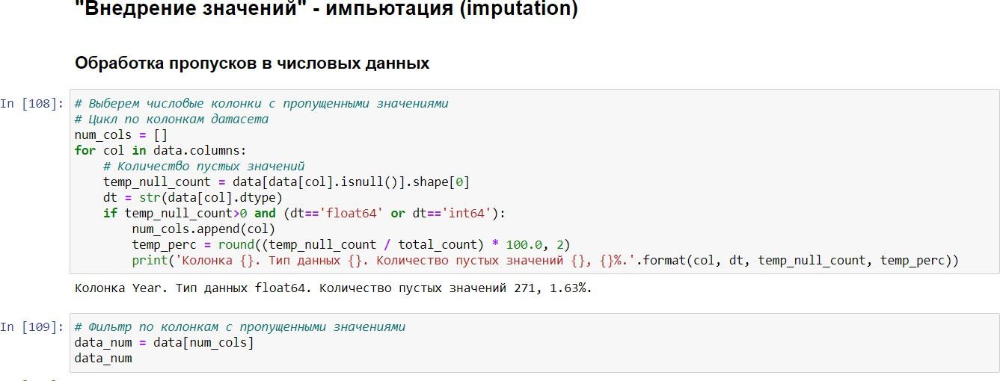 "Внедрение значений" - импьютация (imputation)
Обработка пропусков в числовых данных
In [108]:
# Выберем числовые колонки с пропущенными значениями
# Цикл по колонкам датасета
num_cols = []
for col in data.columns:
    # Количество пустых значений
    temp_null_count = data[data[col].isnull()].shape[0]
    dt = str(data[col].dtype)
    if temp_null_count>0 and (dt=='float64' or dt=='int64'):
        num_cols.append(col)
        temp_perc = round((temp_null_count / total_count) * 100.0, 2)
        print('Колонка {}. Тип данных {}. Количество пустых значений {}, {}%.'.format(col, dt, temp_null_count, temp_perc))
Колонка Year. Тип данных float64. Количество пустых значений 271, 1.63%.
In [109]:
# Фильтр по колонкам с пропущенными значениями
data_num = data[num_cols]
data_num